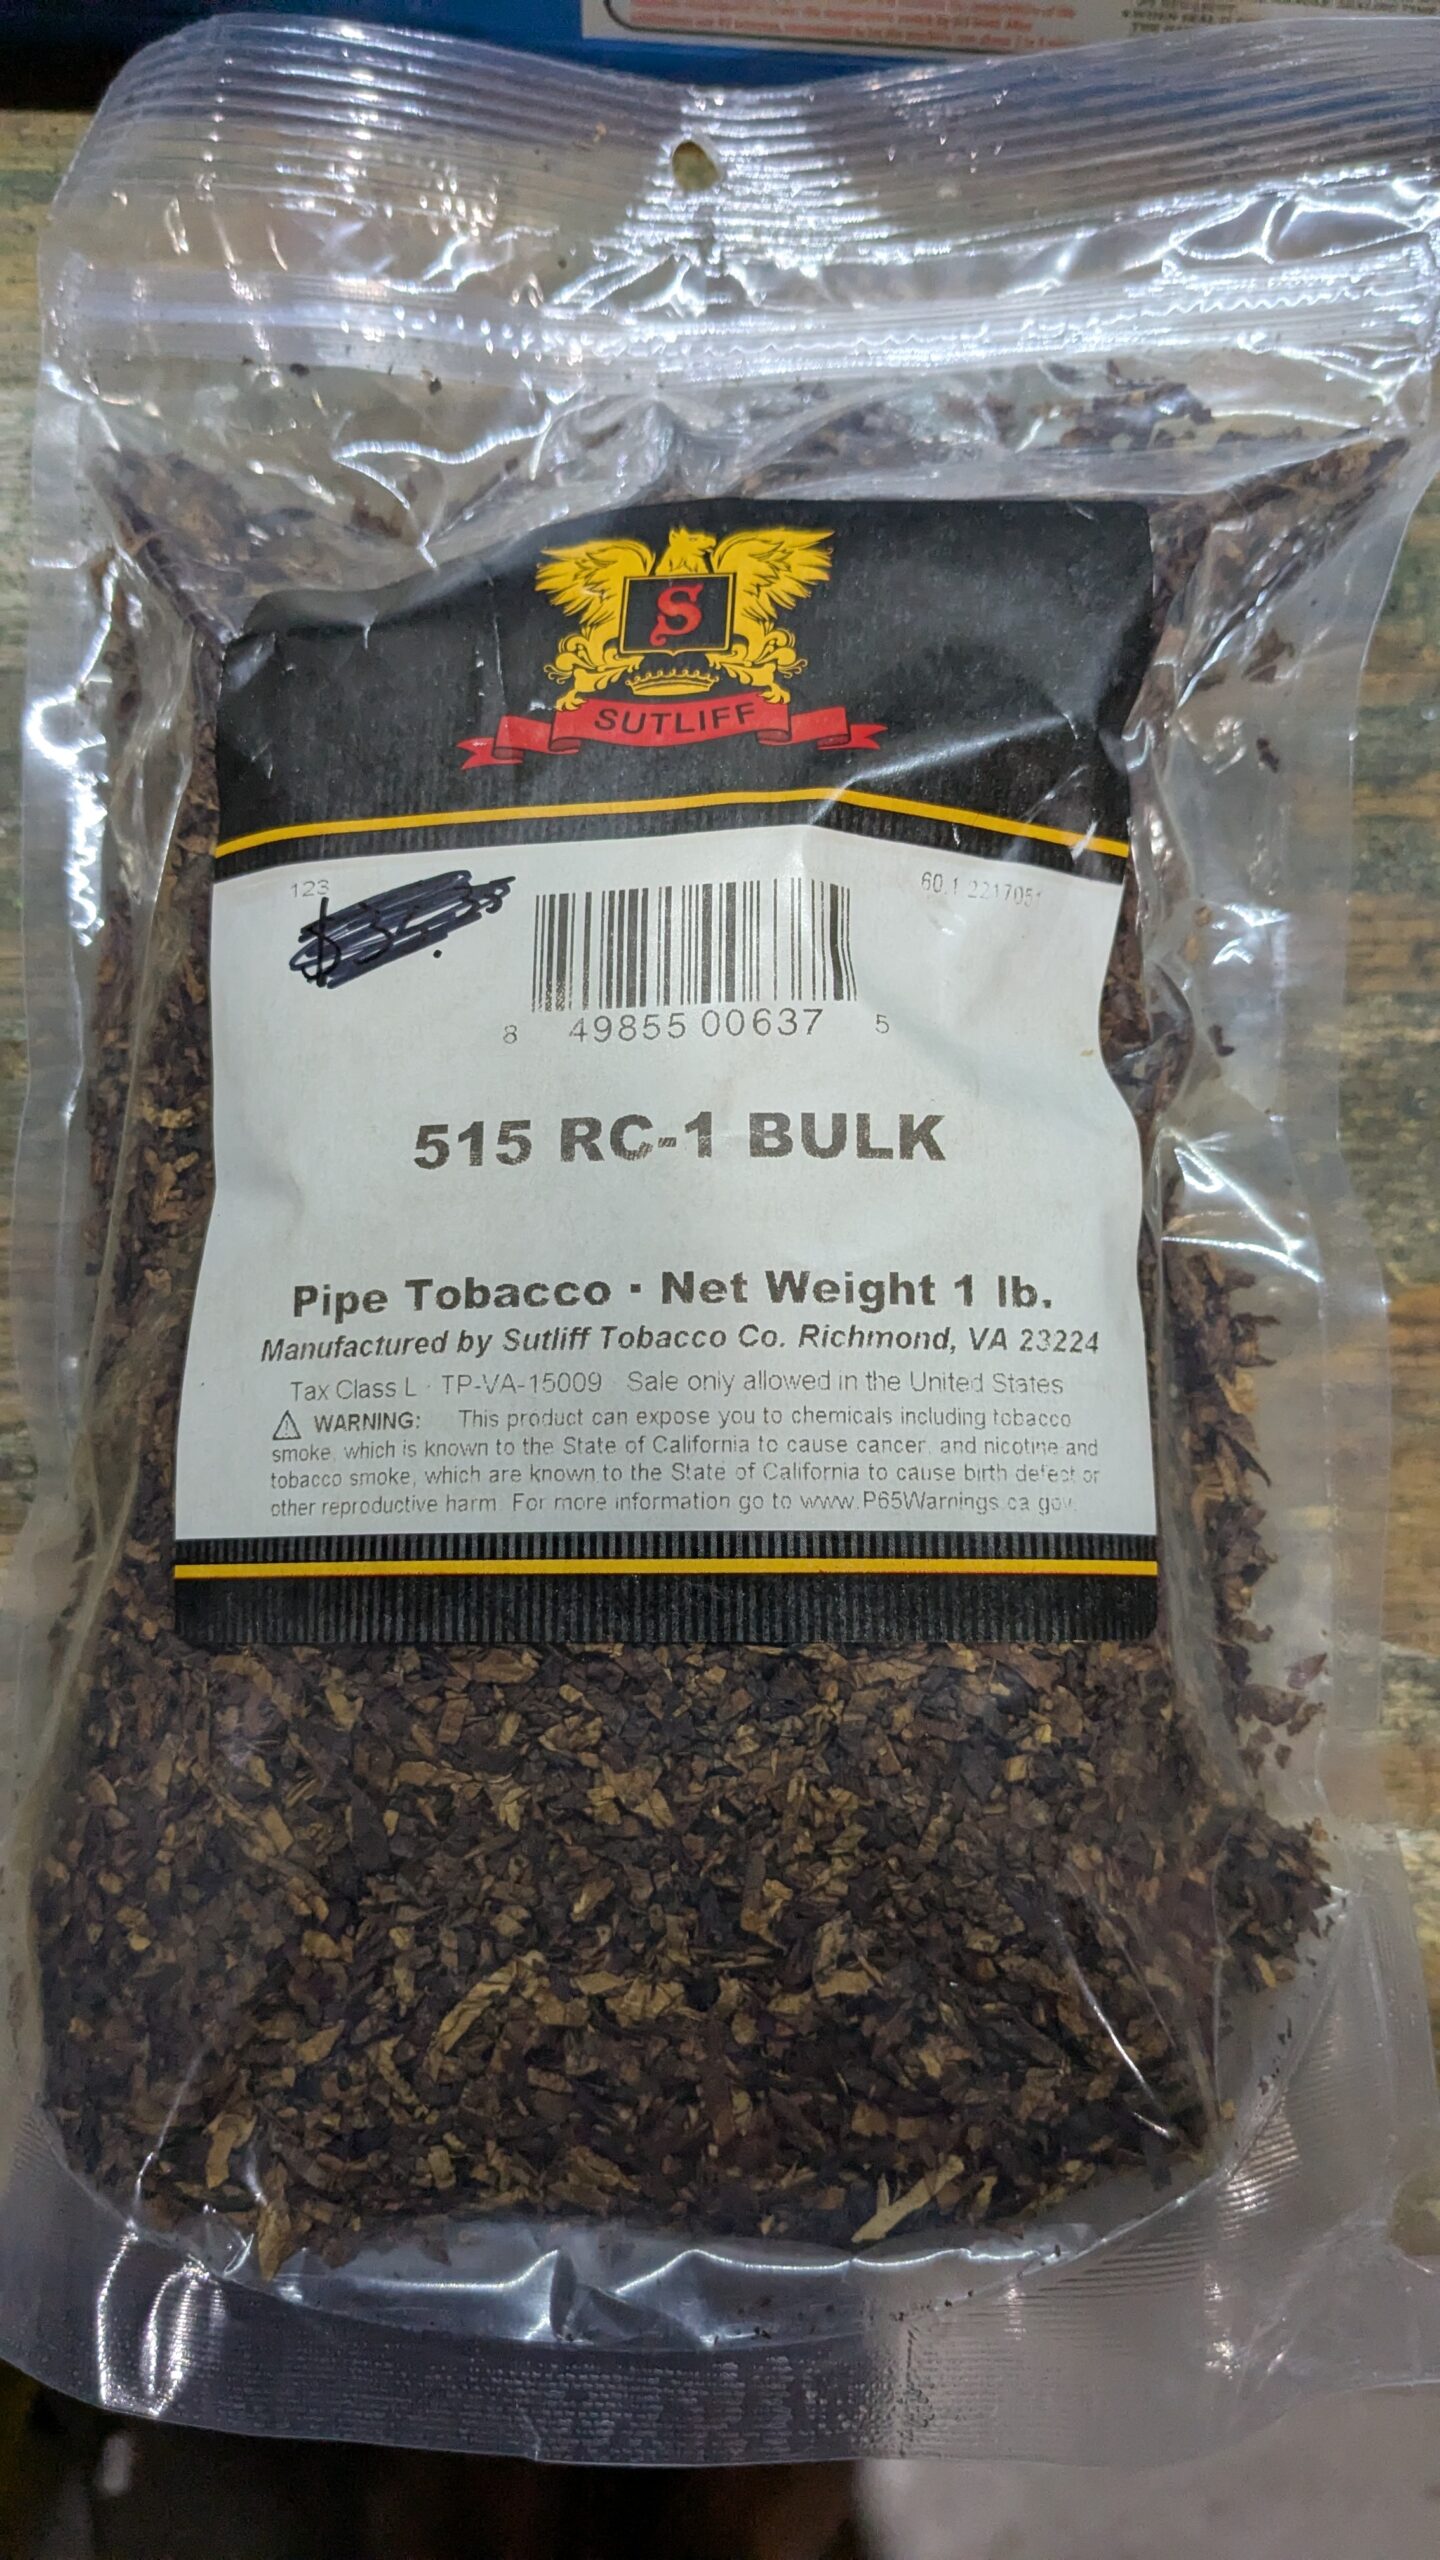 S
SUTLIFF
123
60.1 2217051
8 49855 00637 5
515 RC-1 BULK
Pipe Tobacco · Net Weight 1 lb.
Manufactured by Sutliff Tobacco Co. Richmond, VA 23224
Tax Class L · TP-VA-15009 Sale only allowed in the United States
⚠ WARNING: This product can expose you to chemicals including tobacco
smoke, which is known to the State of California to cause cancer, and nicotine and
tobacco smoke, which are known to the State of California to cause birth defect or
other reproductive harm. For more information go to www.P65Warnings.ca.gov.